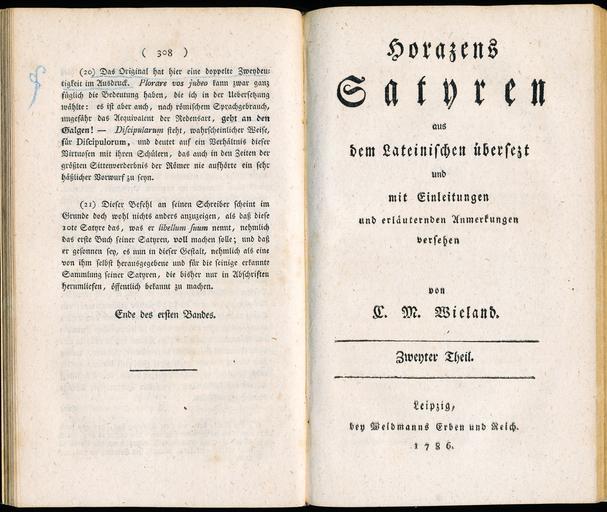 ( 308 )
(20) Das Original hat hier eine doppelte Zweydeu-
tigkeit im Ausdruck. Plorare vos jubeo kann zwar ganz
füglich die Bedeutung haben, die ich in der Uebersetzung
wählte: es ist aber auch, nach römischem Sprachgebrauch,
ungefähr das Aequivalent der Redensart, geht an den
Galgen! — Discipularum steht, wahrscheinlicher Weise,
für Discipulorum, und deutet auf ein Verhältnis dieser
Virtuosen mit ihren Schülern, das auch in den Zeiten der
größten Sittenverderbnis der Römer nie aufhörte ein sehr
häßlicher Vorwurf zu seyn.
(21) Dieser Befehl an seinen Schreiber scheint im
Grunde doch wohl nichts anders anzuzeigen, als daß diese
10te Satyre das, was er libellum suum nennt, nehmlich
das erste Buch seiner Satyren, voll machen solle; und daß
er gesonnen sey, es nun in dieser Gestalt, nehmlich als eine
von ihm selbst herausgegebene und für die seinige erkannte
Sammlung seiner Satyren, die bisher nur in Abschriften
herumliefen, öffentlich bekannt zu machen.
Ende des ersten Bandes.
Horazens
Satyren
aus
dem Lateinischen übersezt
und
mit Einleitungen
und erläuternden Anmerkungen
versehen
von
C. M. Wieland.
Zweyter Theil.
Leipzig,
bey Weidmanns Erben und Reich.
1786.